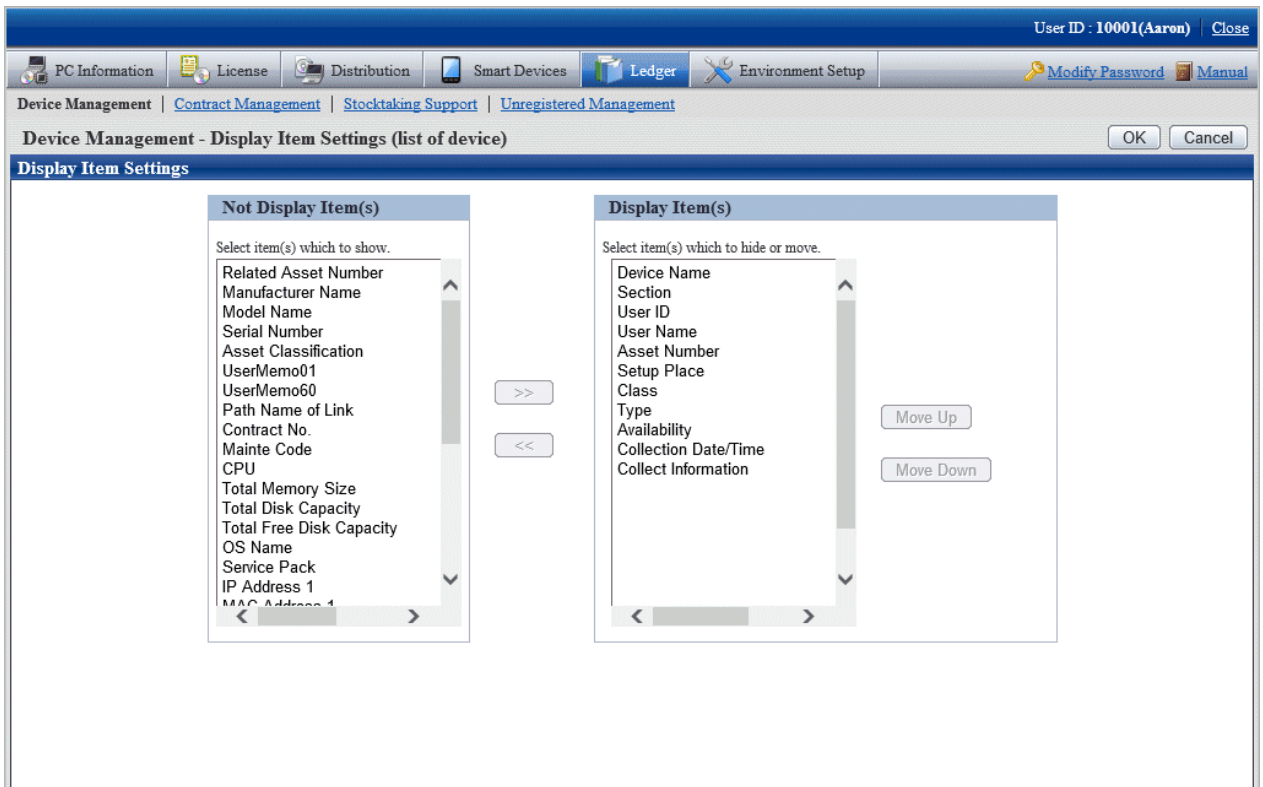 User ID : 10001(Aaron) Close
PC Information License Distribution Smart Devices Ledger Environment Setup Modify Password Manual
Device Management | Contract Management | Stocktaking Support | Unregistered Management
Device Management - Display Item Settings (list of device) OK Cancel
Display Item Settings
Not Display Item(s)
Select item(s) which to show.
Related Asset Number
Manufacturer Name
Model Name
Serial Number
Asset Classification
UserMemo01
UserMemo60
Path Name of Link
Contract No.
Mainte Code
CPU
Total Memory Size
Total Disk Capacity
Total Free Disk Capacity
OS Name
Service Pack
IP Address 1
MAC Address 1
>>
<<
Display Item(s)
Select item(s) which to hide or move.
Device Name
Section
User ID
User Name
Asset Number
Setup Place
Class
Type
Availability
Collection Date/Time
Collect Information
Move Up
Move Down